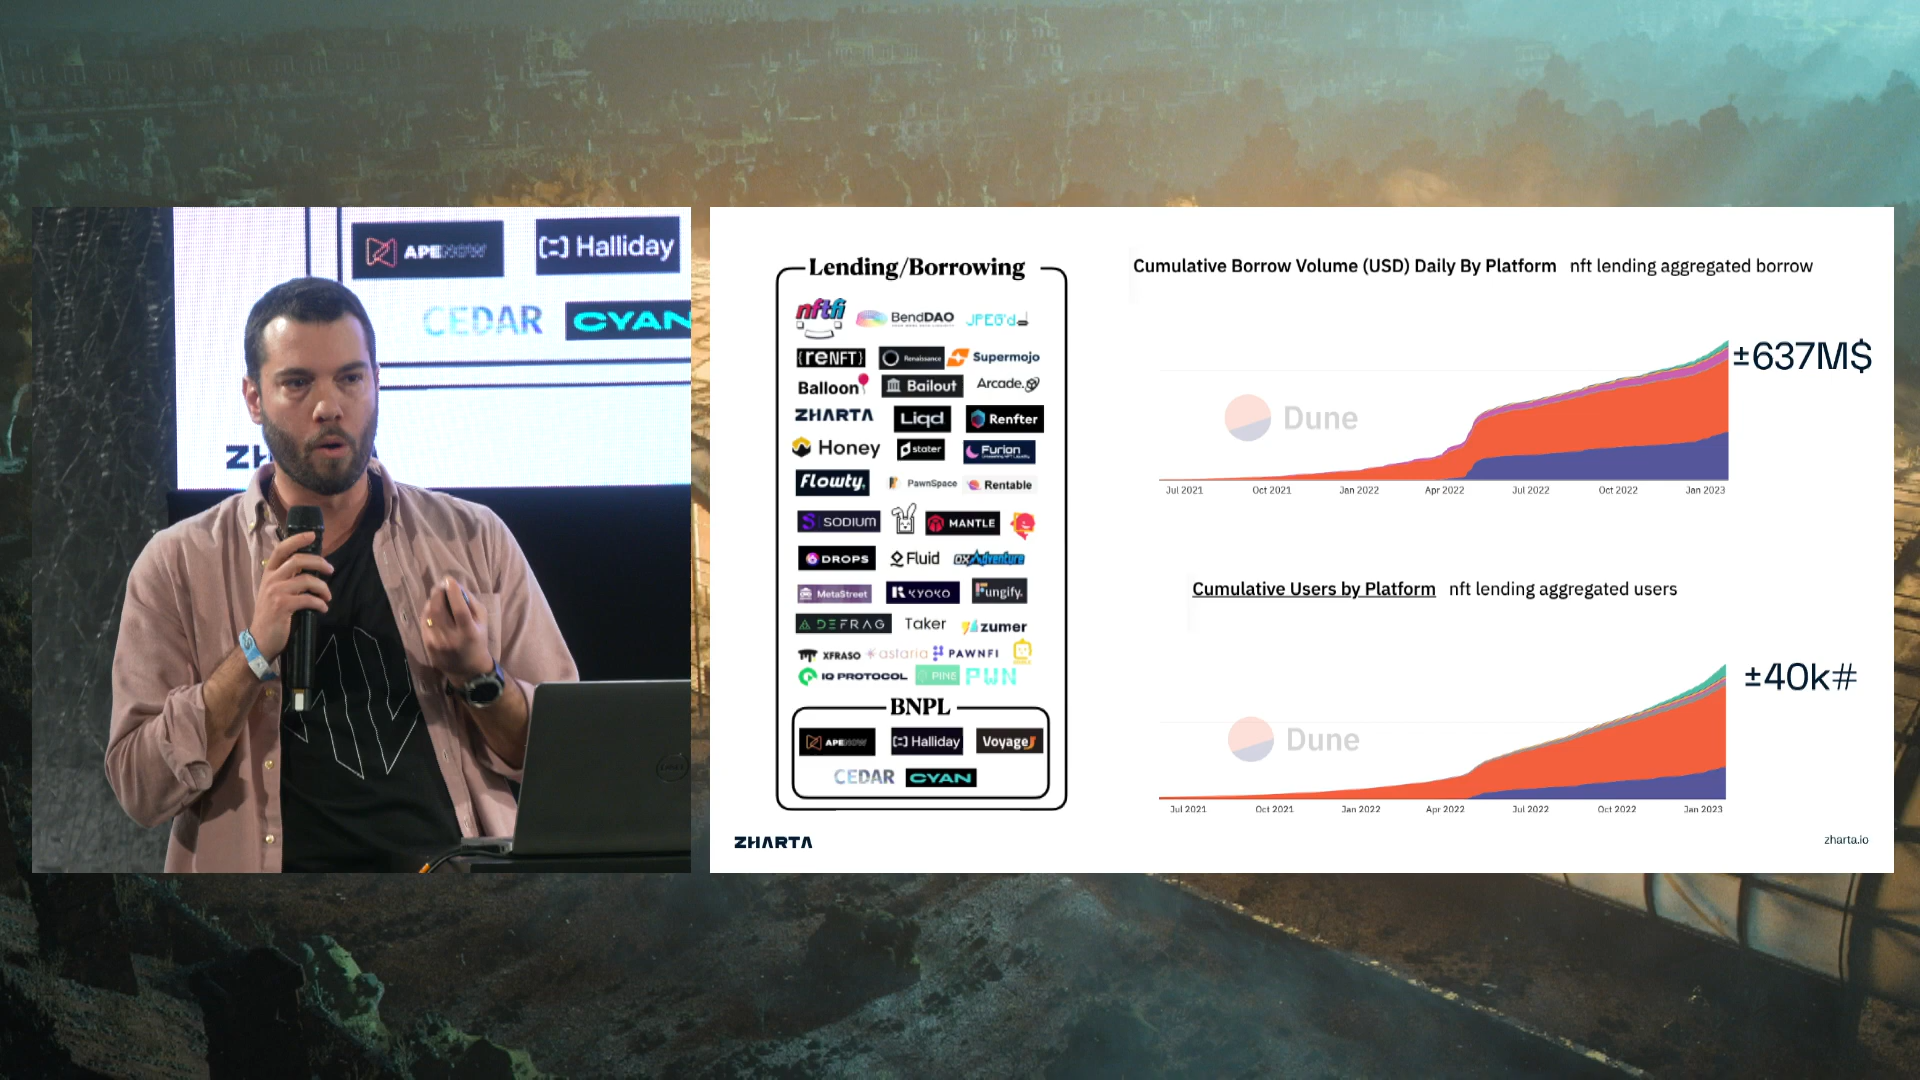 APENOW
Halliday
CEDAR
CYAN
ZH
Lending/Borrowing
nftfi
BendDAO
JPEG'd
{reNFT}
Renaissance
Supermojo
Balloon
Bailout
Arcade.
ZHARTA
Liqd
Renfter
Honey
stater
Furion
Flowty.
PawnSpace
Rentable
SODIUM
MANTLE
DROPS
Fluid
0xAdventure
MetaStreet
KYOKO
Fungify.
DEFRAG
Taker
zumer
XFRASO
astaria
PAWNFI
IQ PROTOCOL
PINE
PWN
BNPL
APENOW
Halliday
Voyage
CEDAR
CYAN
ZHARTA
Cumulative Borrow Volume (USD) Daily By Platform nft lending aggregated borrow
±637M$
Dune
Jul 2021 Oct 2021 Jan 2022 Apr 2022 Jul 2022 Oct 2022 Jan 2023
Cumulative Users by Platform nft lending aggregated users
±40k#
Dune
Jul 2021 Oct 2021 Jan 2022 Apr 2022 Jul 2022 Oct 2022 Jan 2023
zharta.io